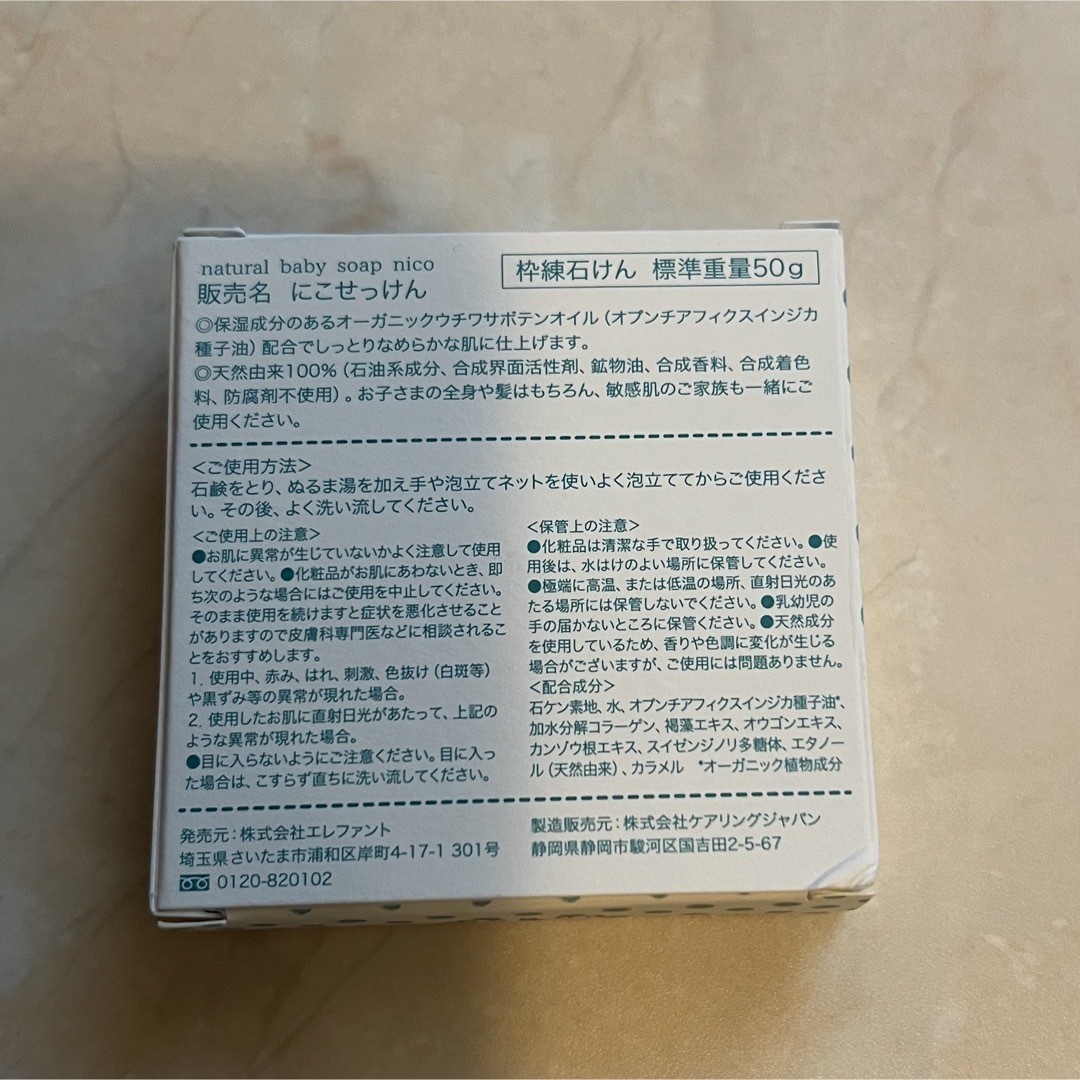 natural baby soap nico
枠練石けん 標準重量50g
販売名 にこせっけん
◎保湿成分のあるオーガニックウチワサボテンオイル（オプンチアフィクスインジカ
種子油）配合でしっとりなめらかな肌に仕上げます。
◎天然由来100%（石油系成分、合成界面活性剤、鉱物油、合成香料、合成着色
料、防腐剤不使用）。お子さまの全身や髪はもちろん、敏感肌のご家族も一緒にご
使用ください。
＜ご使用方法＞
石鹸をとり、ぬるま湯を加え手や泡立てネットを使いよく泡立ててからご使用くださ
い。その後、よく洗い流してください。
＜ご使用上の注意＞
●お肌に異常が生じていないかよく注意して使用
してください。●化粧品がお肌にあわないとき、即
ち次のような場合にはご使用を中止してください。
そのまま使用を続けますと症状を悪化させること
がありますので皮膚科専門医などに相談されるこ
とをおすすめします。
1. 使用中、赤み、はれ、刺激、色抜け（白斑等）
や黒ずみ等の異常が現れた場合。
2. 使用したお肌に直射日光があたって、上記の
ような異常が現れた場合。
●目に入らないようにご注意ください。目に入っ
た場合は、こすらず直ちに洗い流してください。
＜保管上の注意＞
●化粧品は清潔な手で取り扱ってください。●使
用後は、水はけのよい場所に保管してください。
●極端に高温、または低温の場所、直射日光のあ
たる場所には保管しないでください。●乳幼児の
手の届かないところに保管ください。●天然成分
を使用しているため、香りや色調に変化が生じる
場合がございますが、ご使用には問題ありません。
＜配合成分＞
石ケン素地、水、オプンチアフィクスインジカ種子油*、
加水分解コラーゲン、褐藻エキス、オウゴンエキス、
カンゾウ根エキス、スイゼンジノリ多糖体、エタノー
ル（天然由来）、カラメル *オーガニック植物成分
発売元：株式会社エレファント
埼玉県さいたま市浦和区岸町4-17-1 301号
0120-820102
製造販売元：株式会社ケアリングジャパン
静岡県静岡市駿河区国吉田2-5-67